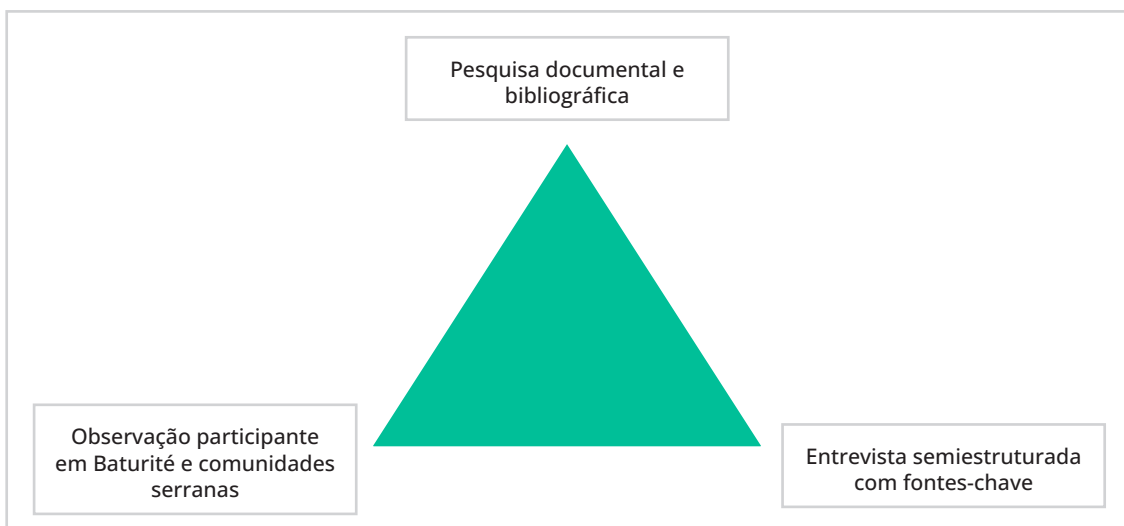 Pesquisa documental e
bibliográfica
Observação participante
em Baturité e comunidades
serranas
Entrevista semiestruturada
com fontes-chave